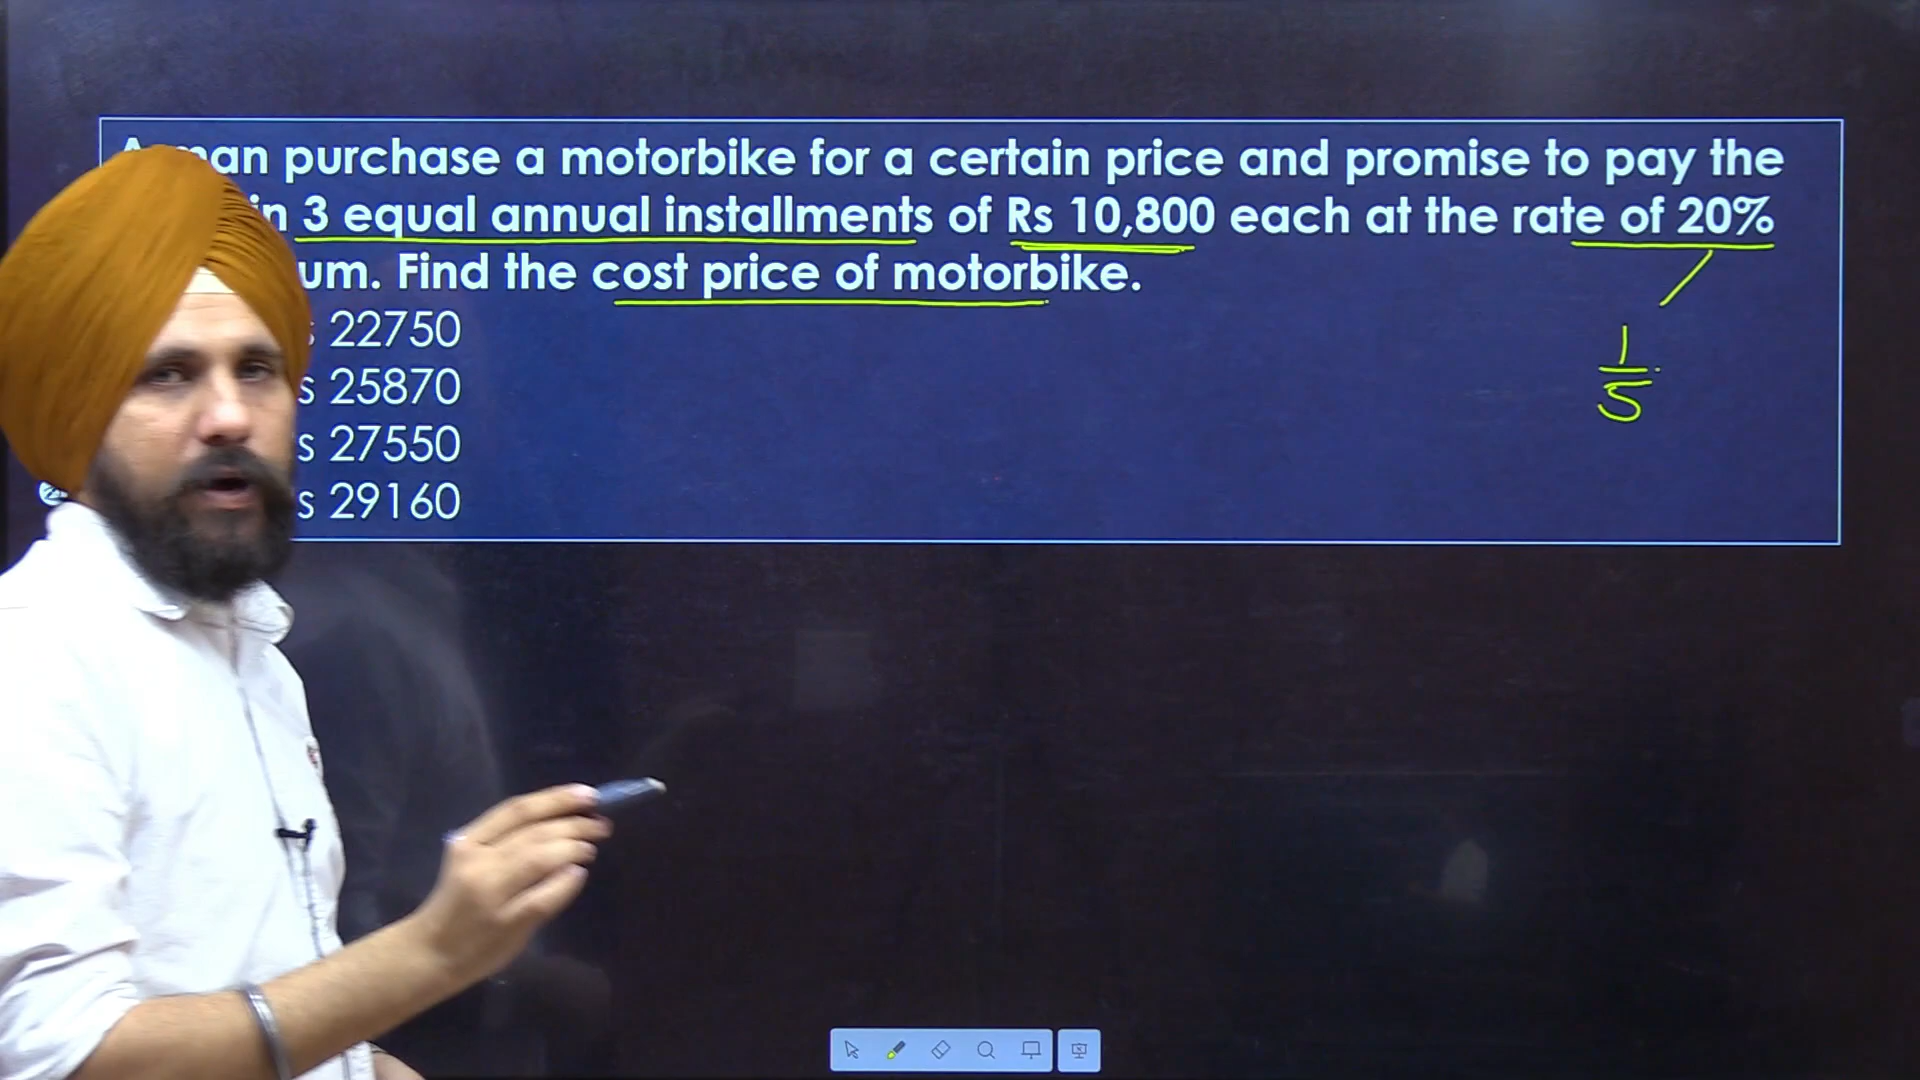 man purchase a motorbike for a certain price and promise to pay the
in 3 equal annual installments of Rs 10,800 each at the rate of 20%
um. Find the cost price of motorbike.
1
5
s 22750
s 25870
s 27550
s 29160